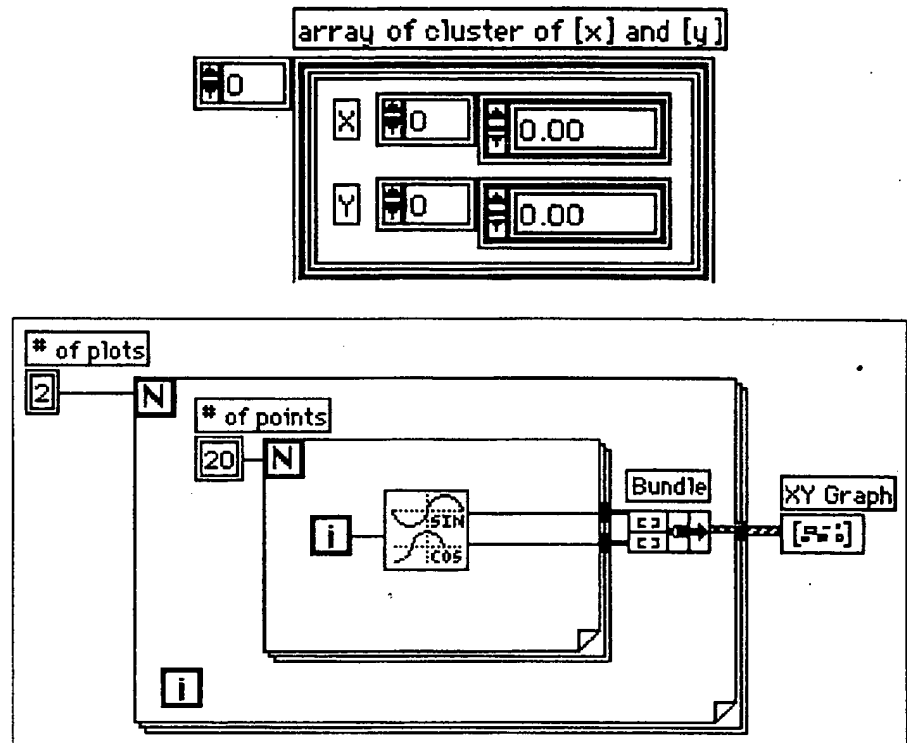 array of cluster of [x] and [y]
0
X 0 0.00
Y 0 0.00
# of plots
2 N
# of points
20 N
Bundle
XY Graph
i
SIN
COS
i